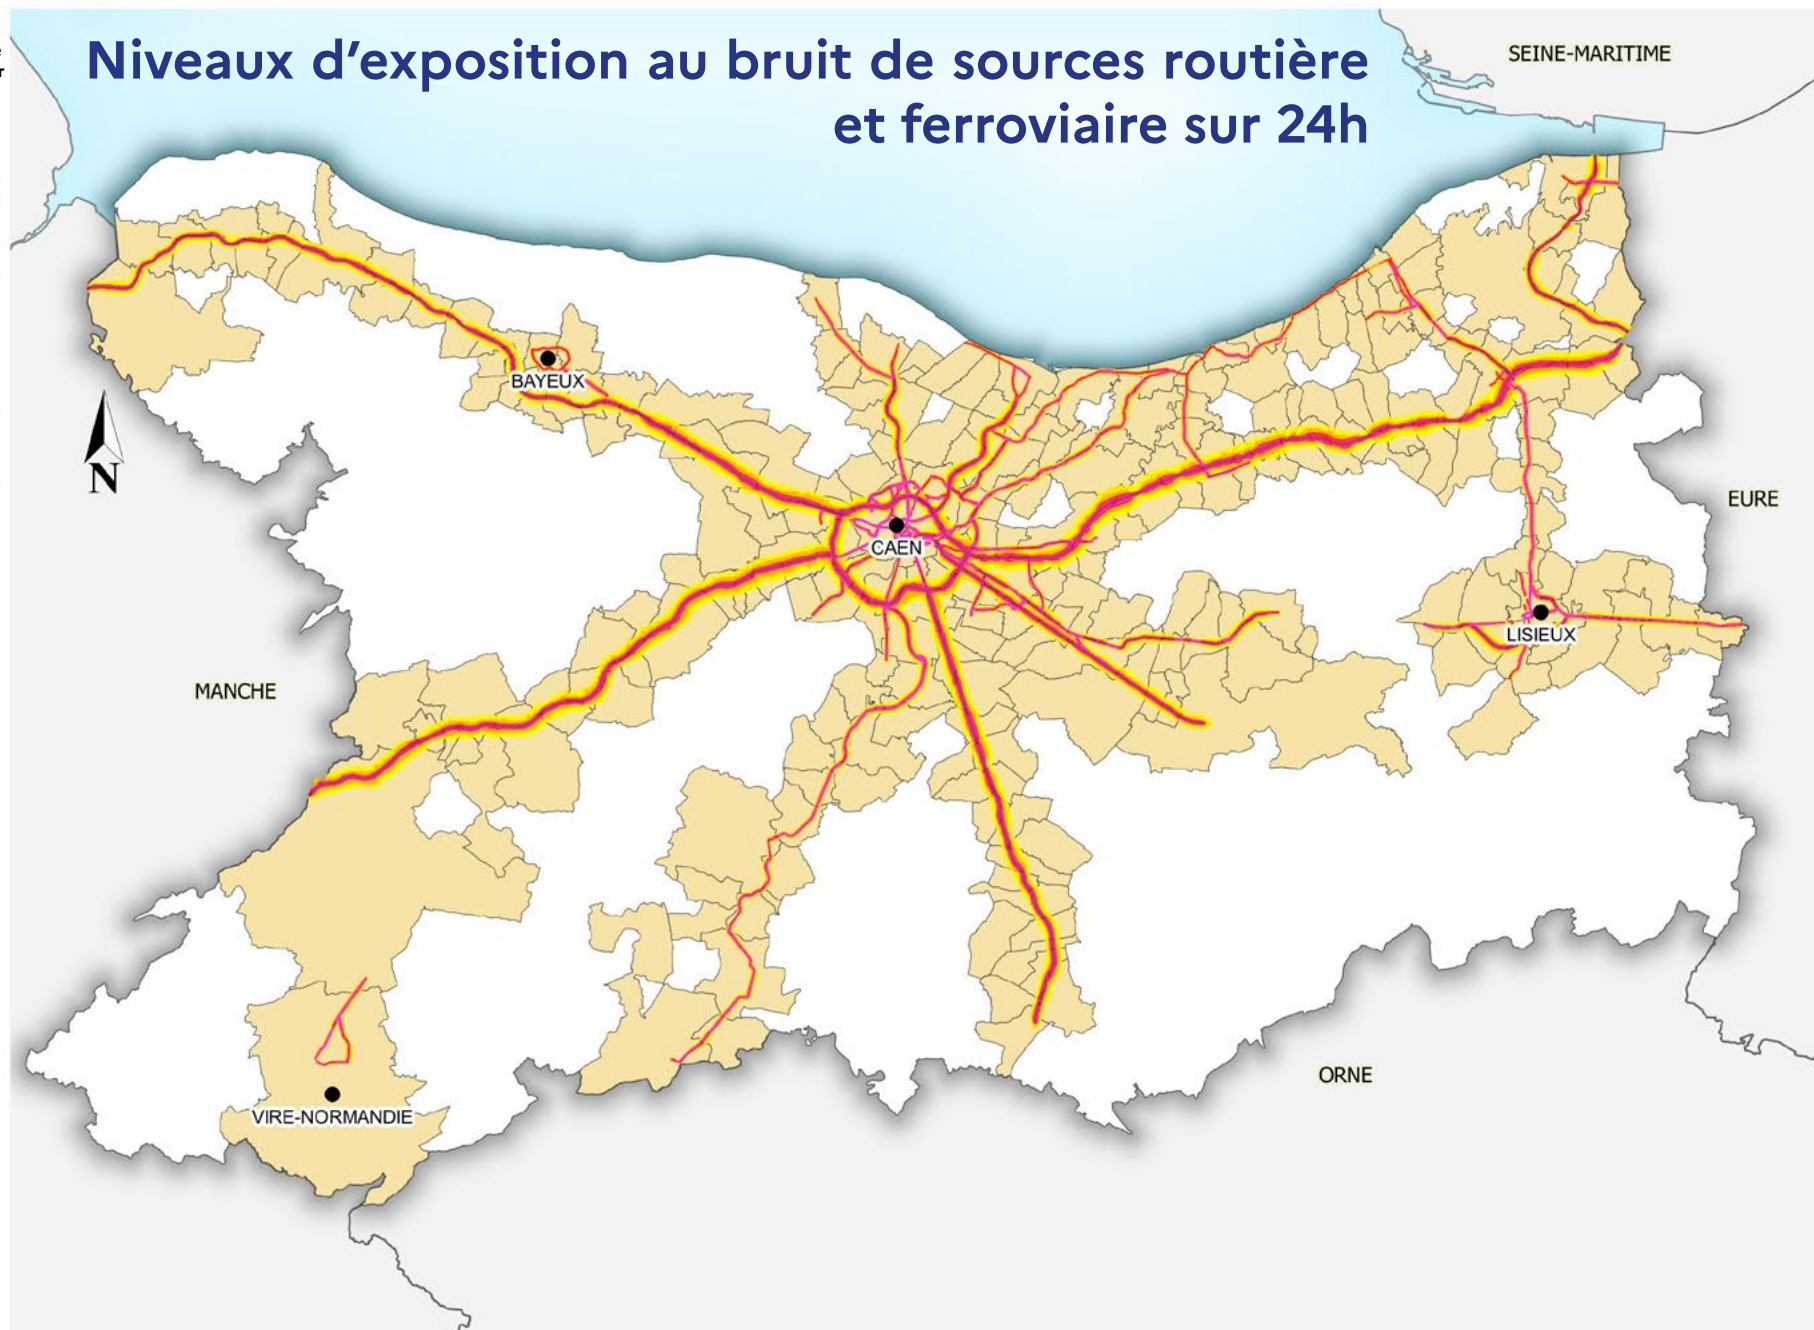 Niveaux d'exposition au bruit de sources routière
et ferroviaire sur 24h
SEINE-MARITIME
BAYEUX
N
EURE
CAEN
LISIEUX
MANCHE
ORNE
VIRE-NORMANDIE